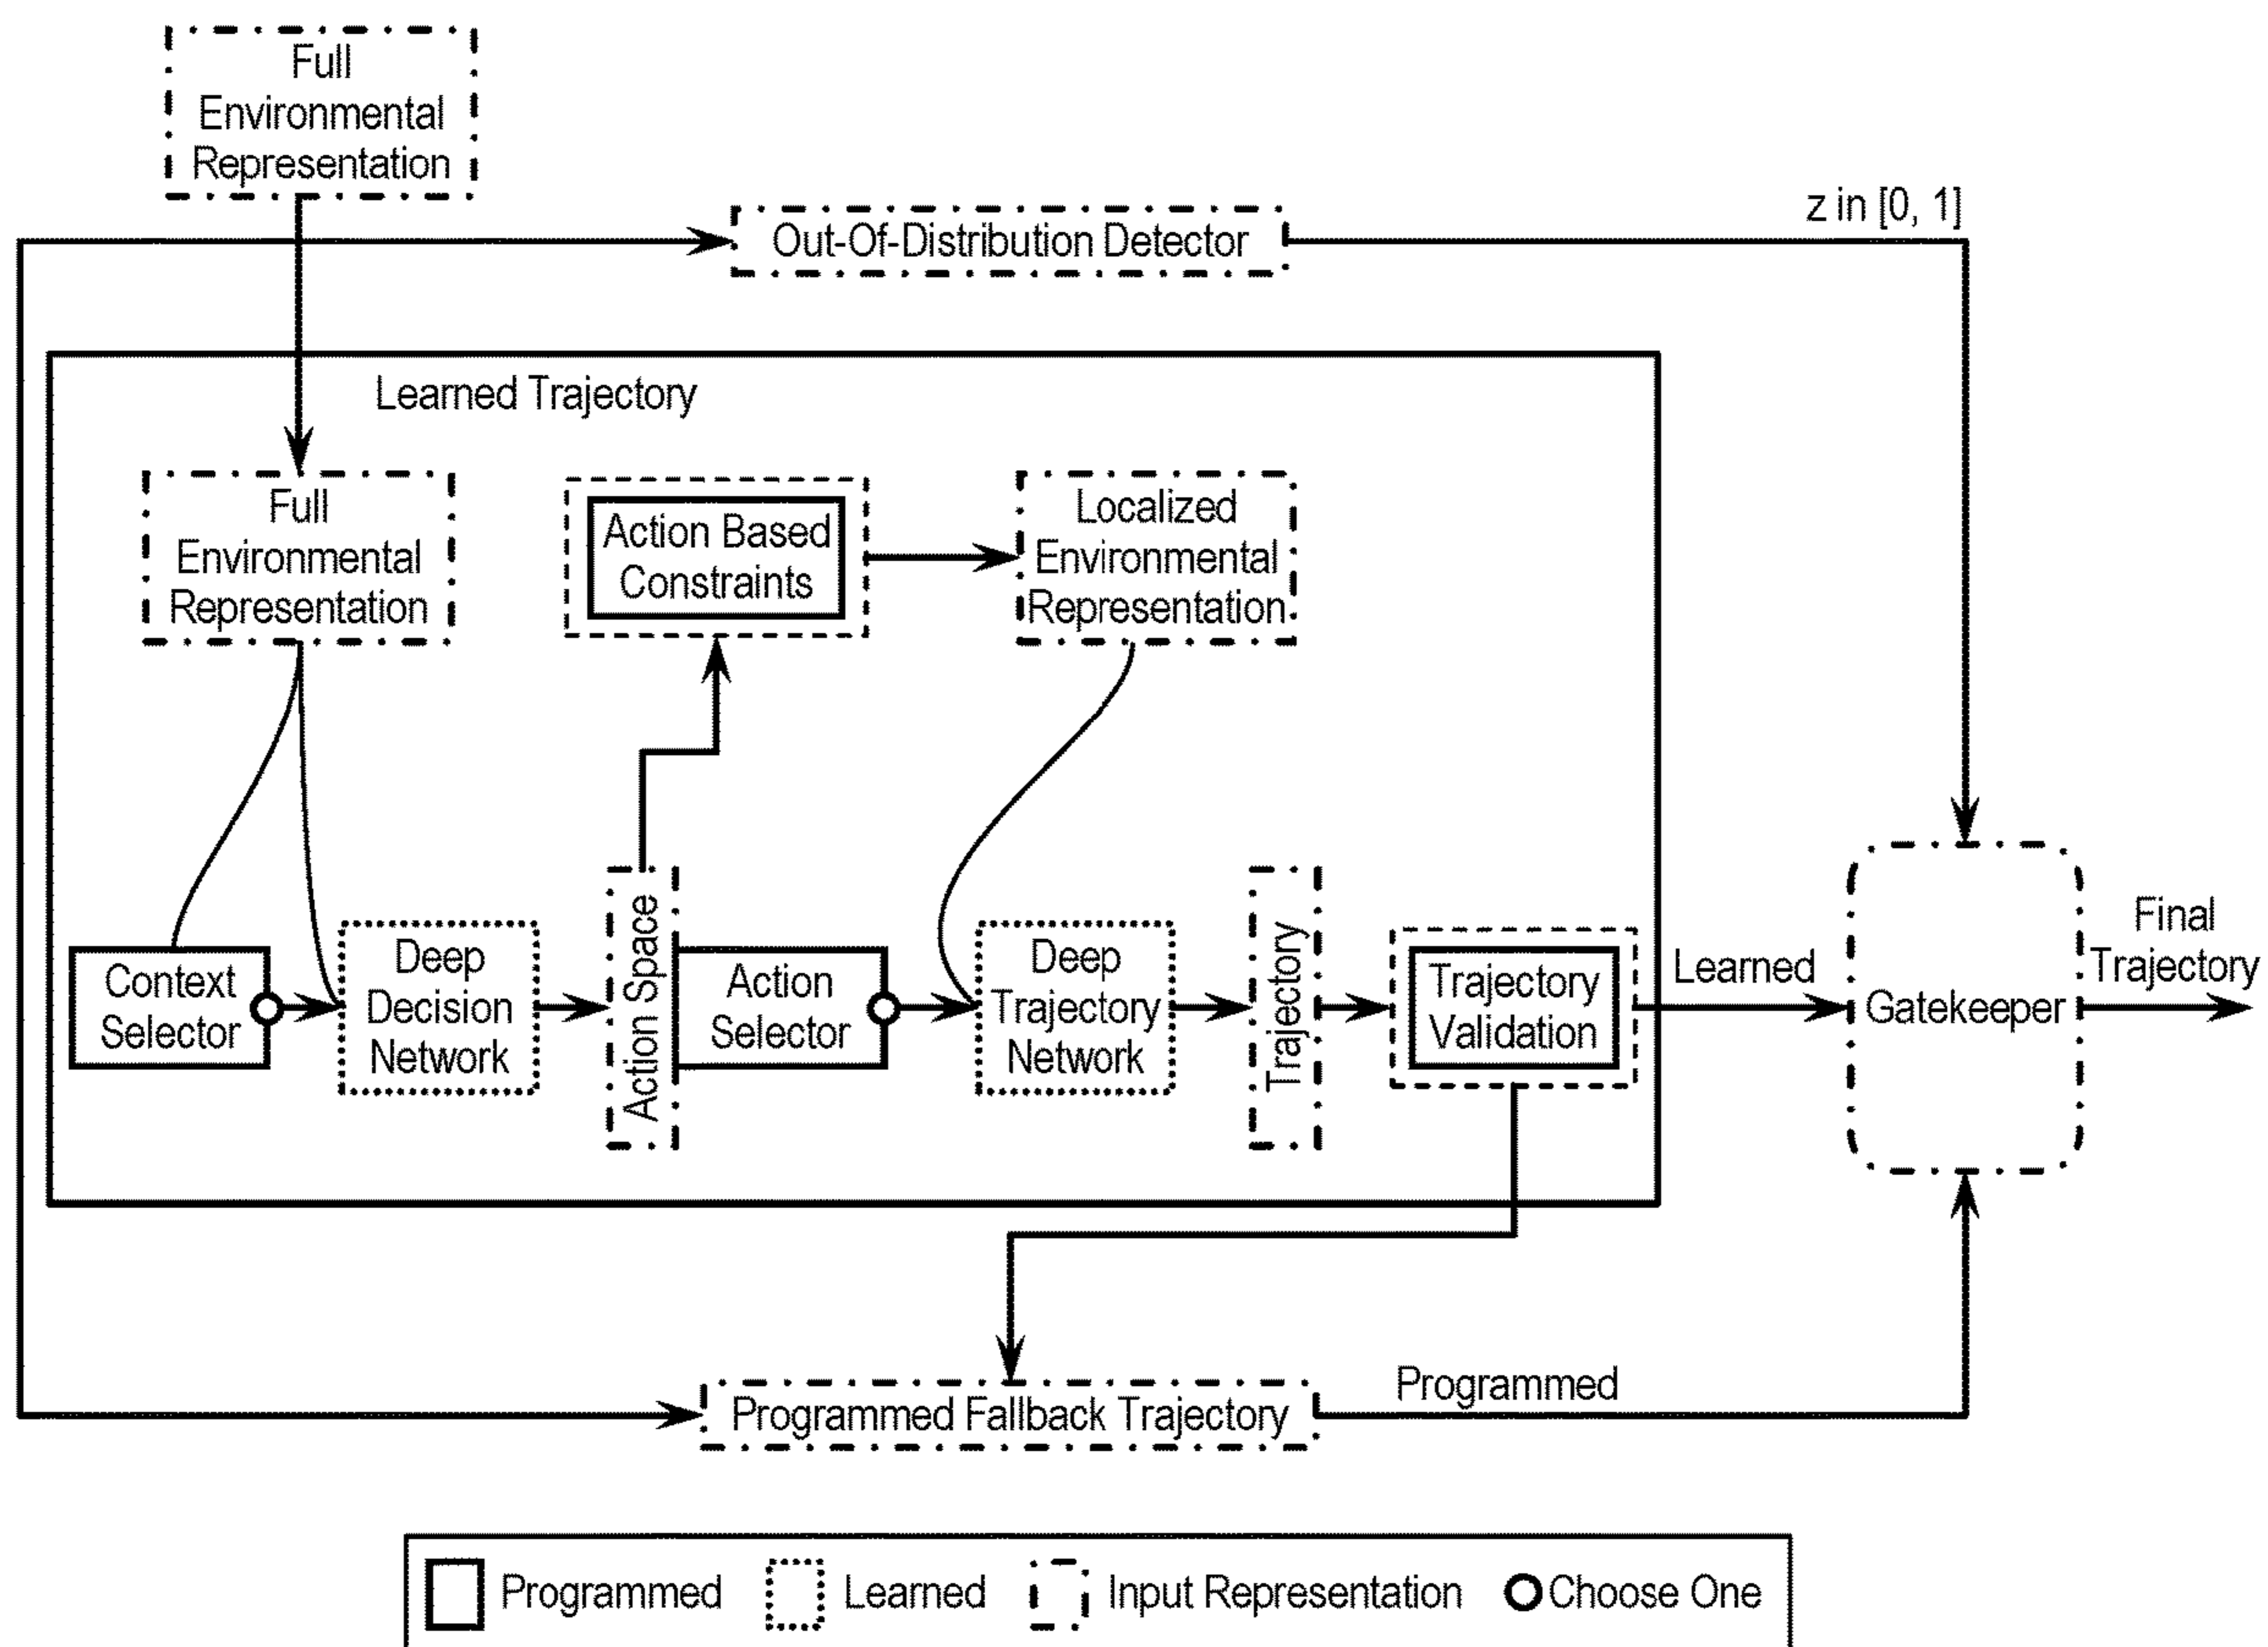 Full
Environmental
Representation
z in [0, 1]
Out-Of-Distribution Detector
Learned Trajectory
Full
Environmental
Representation
Action Based
Constraints
Localized
Environmental
Representation
Context
Selector
Deep
Decision
Network
Action Space
Action
Selector
Deep
Trajectory
Network
Trajectory
Trajectory
Validation
Learned
Gatekeeper
Final
Trajectory
Programmed Fallback Trajectory
Programmed
Programmed
Learned
Input Representation
Choose One